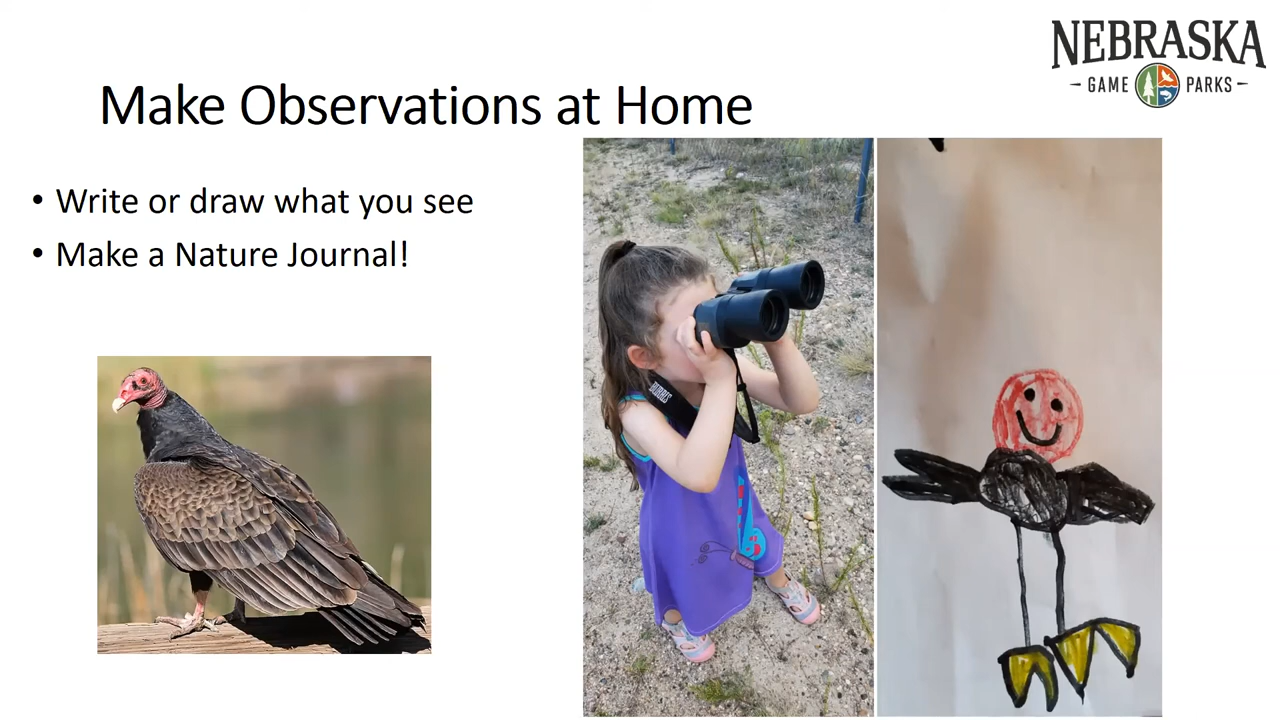 NEBRASKA
GAME PARKS
Make Observations at Home
• Write or draw what you see
• Make a Nature Journal!